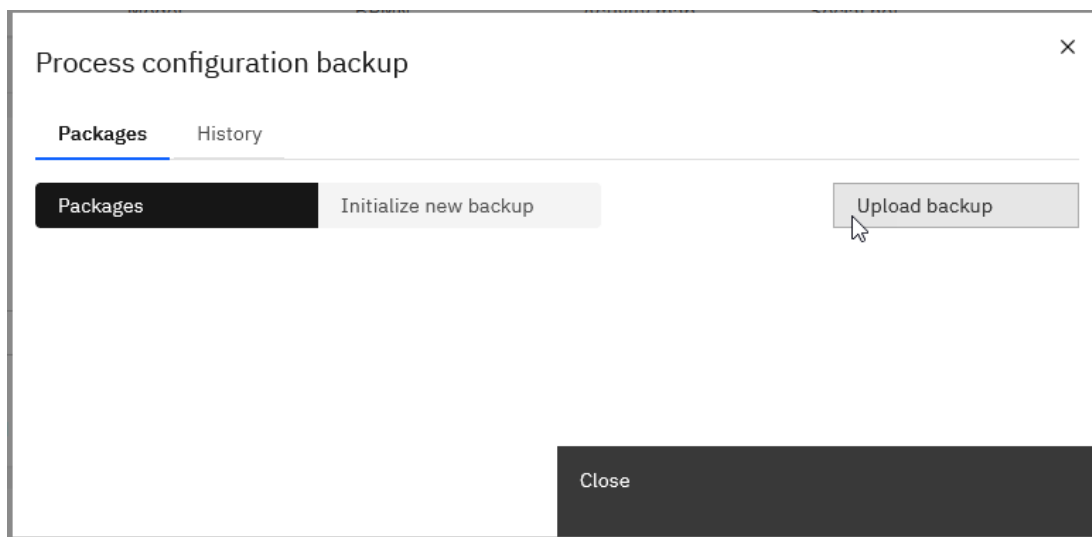 Process configuration backup
Packages History
Packages Initialize new backup Upload backup
Close